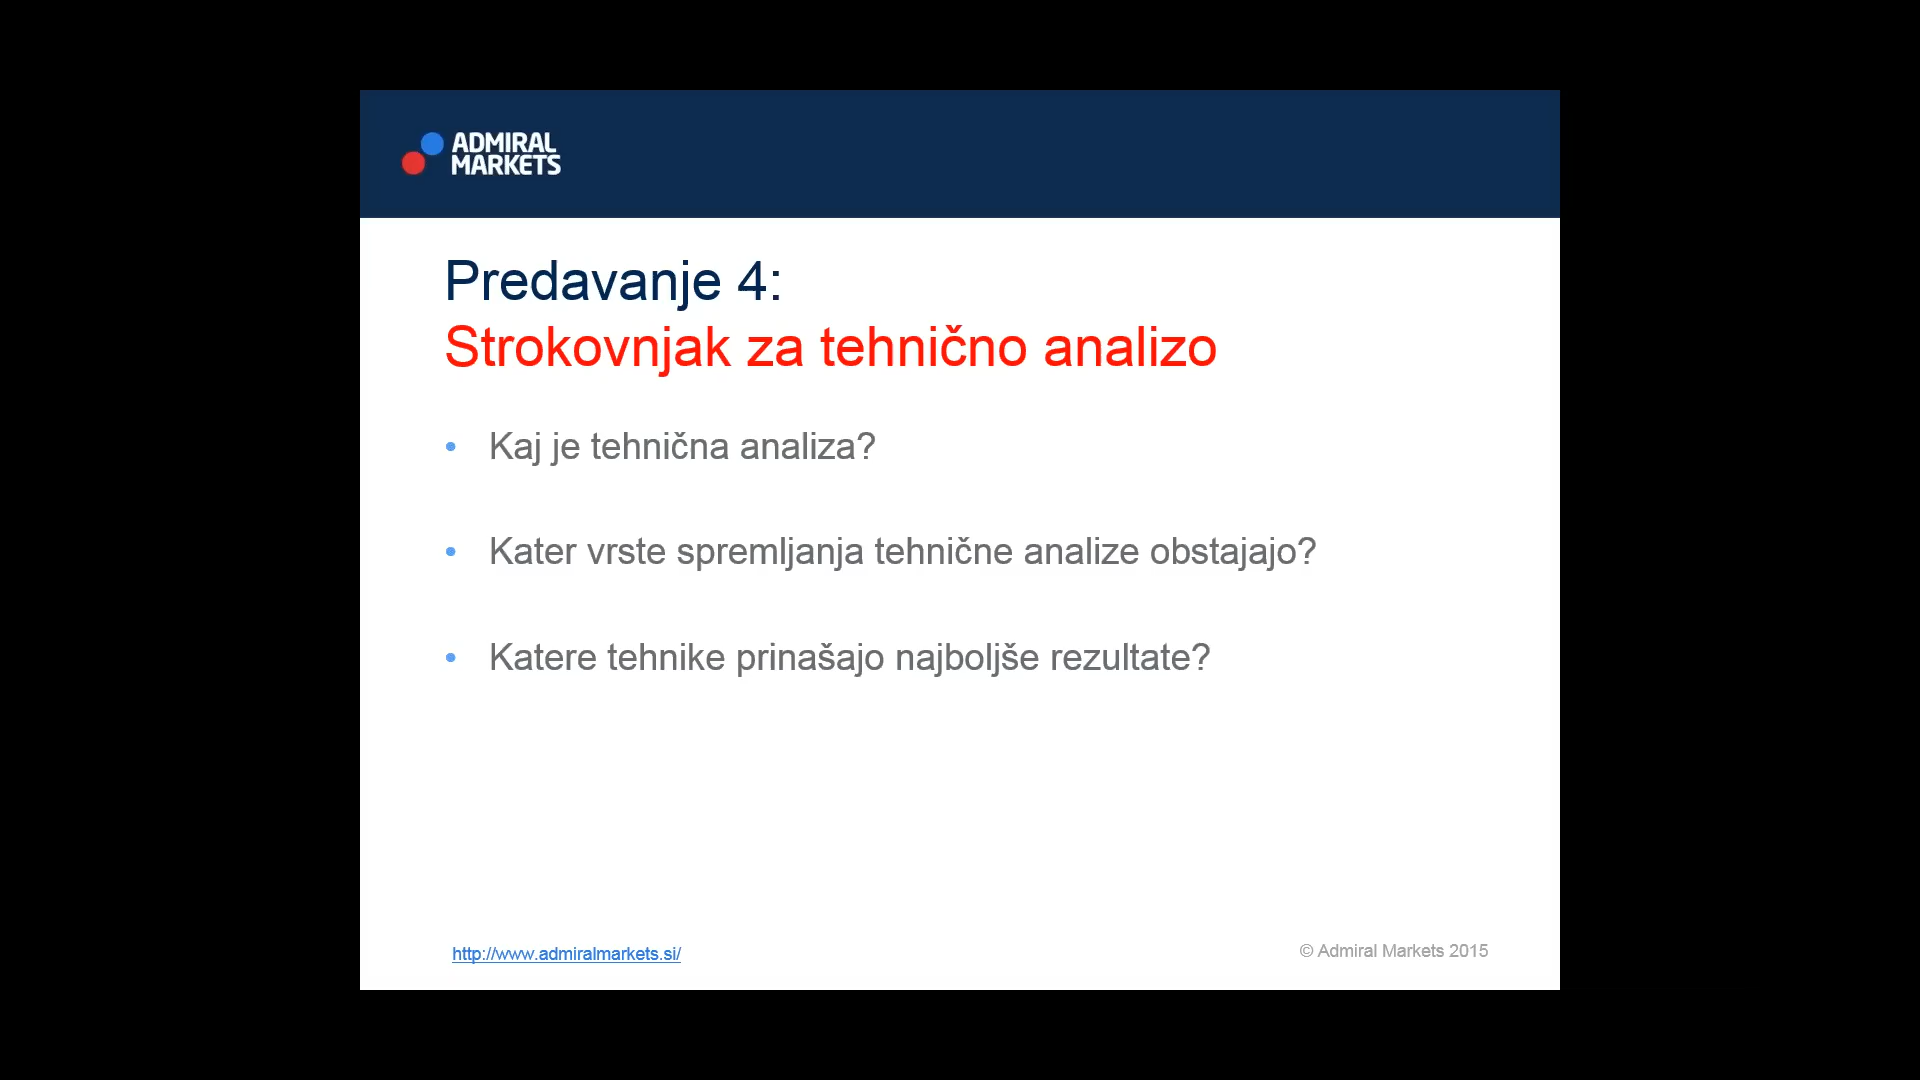 ADMIRAL
MARKETS
Predavanje 4:
Strokovnjak za tehnično analizo
• Kaj je tehnična analiza?
• Kater vrste spremljanja tehnične analize obstajajo?
• Katere tehnike prinašajo najboljše rezultate?
http://www.admiralmarkets.si/
© Admiral Markets 2015